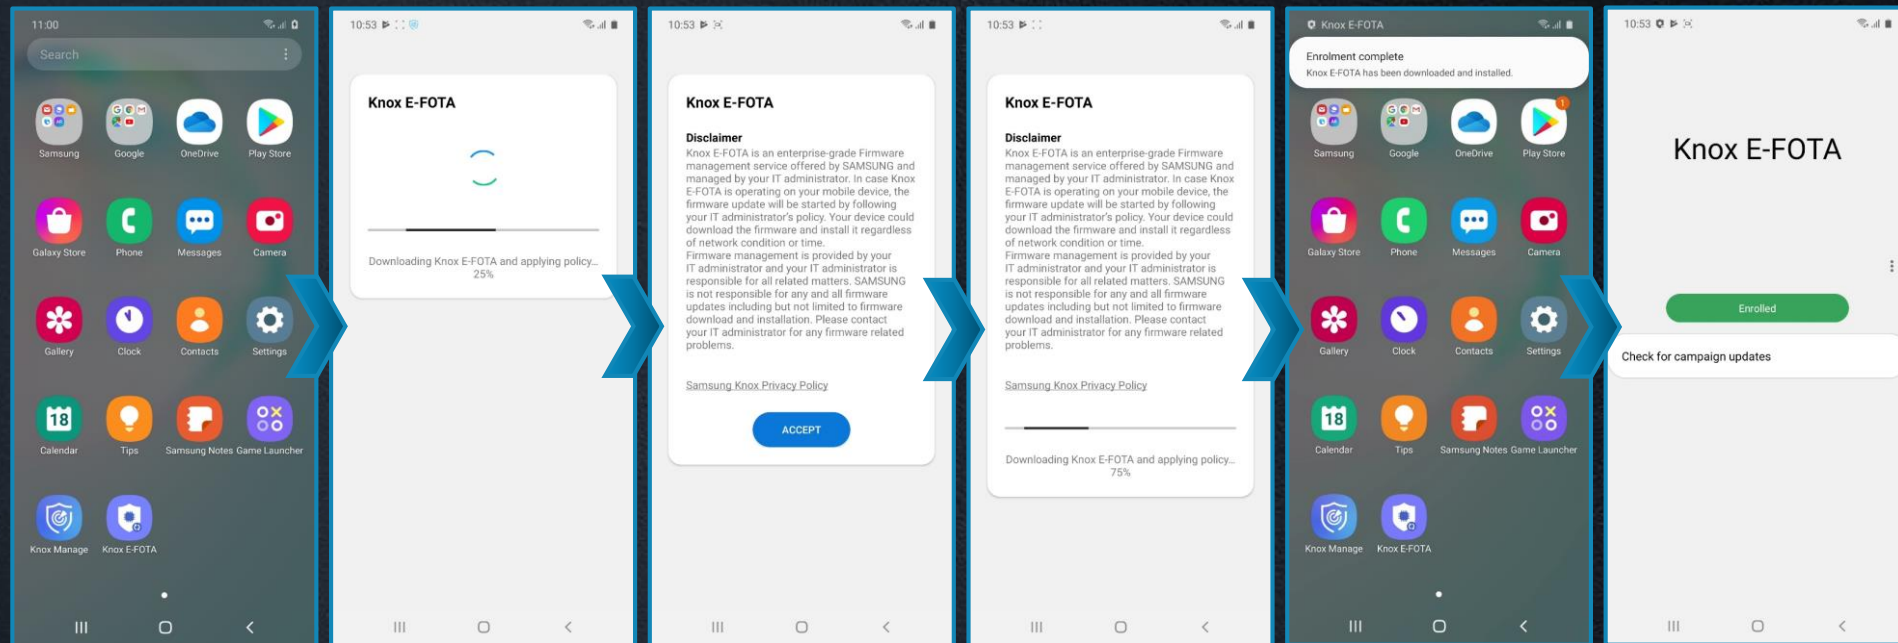 11:00
Search
Samsung
Google
OneDrive
Play Store
Galaxy Store
Phone
Messages
Camera
Gallery
Clock
Contacts
Settings
18
Calendar
Tips
Samsung Notes
Game Launcher
Knox Manage
Knox E-FOTA
10:53
Knox E-FOTA
Downloading Knox E-FOTA and applying policy...
25%
10:53
Knox E-FOTA
Disclaimer
Knox E-FOTA is an enterprise-grade Firmware
management service offered by SAMSUNG and
managed by your IT administrator. In case Knox
E-FOTA is operating on your mobile device, the
firmware update will be started by following
your IT administrator's policy. Your device could
download the firmware and install it regardless
of network condition or time.
Firmware management is provided by your
IT administrator and your IT administrator is
responsible for all related matters. SAMSUNG
is not responsible for any and all firmware
updates including but not limited to firmware
download and installation. Please contact
your IT administrator for any firmware related
problems.
Samsung Knox Privacy Policy
ACCEPT
10:53
Knox E-FOTA
Disclaimer
Knox E-FOTA is an enterprise-grade Firmware
management service offered by SAMSUNG and
managed by your IT administrator. In case Knox
E-FOTA is operating on your mobile device, the
firmware update will be started by following
your IT administrator's policy. Your device could
download the firmware and install it regardless
of network condition or time.
Firmware management is provided by your
IT administrator and your IT administrator is
responsible for all related matters. SAMSUNG
is not responsible for any and all firmware
updates including but not limited to firmware
download and installation. Please contact
your IT administrator for any firmware related
problems.
Samsung Knox Privacy Policy
Downloading Knox E-FOTA and applying policy...
75%
Knox E-FOTA
Enrolment complete
Knox E-FOTA has been downloaded and installed.
1
Samsung
Google
OneDrive
Play Store
Galaxy Store
Phone
Messages
Camera
Gallery
Clock
Contacts
Settings
18
Calendar
Tips
Samsung Notes
Game Launcher
Knox Manage
Knox E-FOTA
10:53
Knox E-FOTA
Enrolled
Check for campaign updates